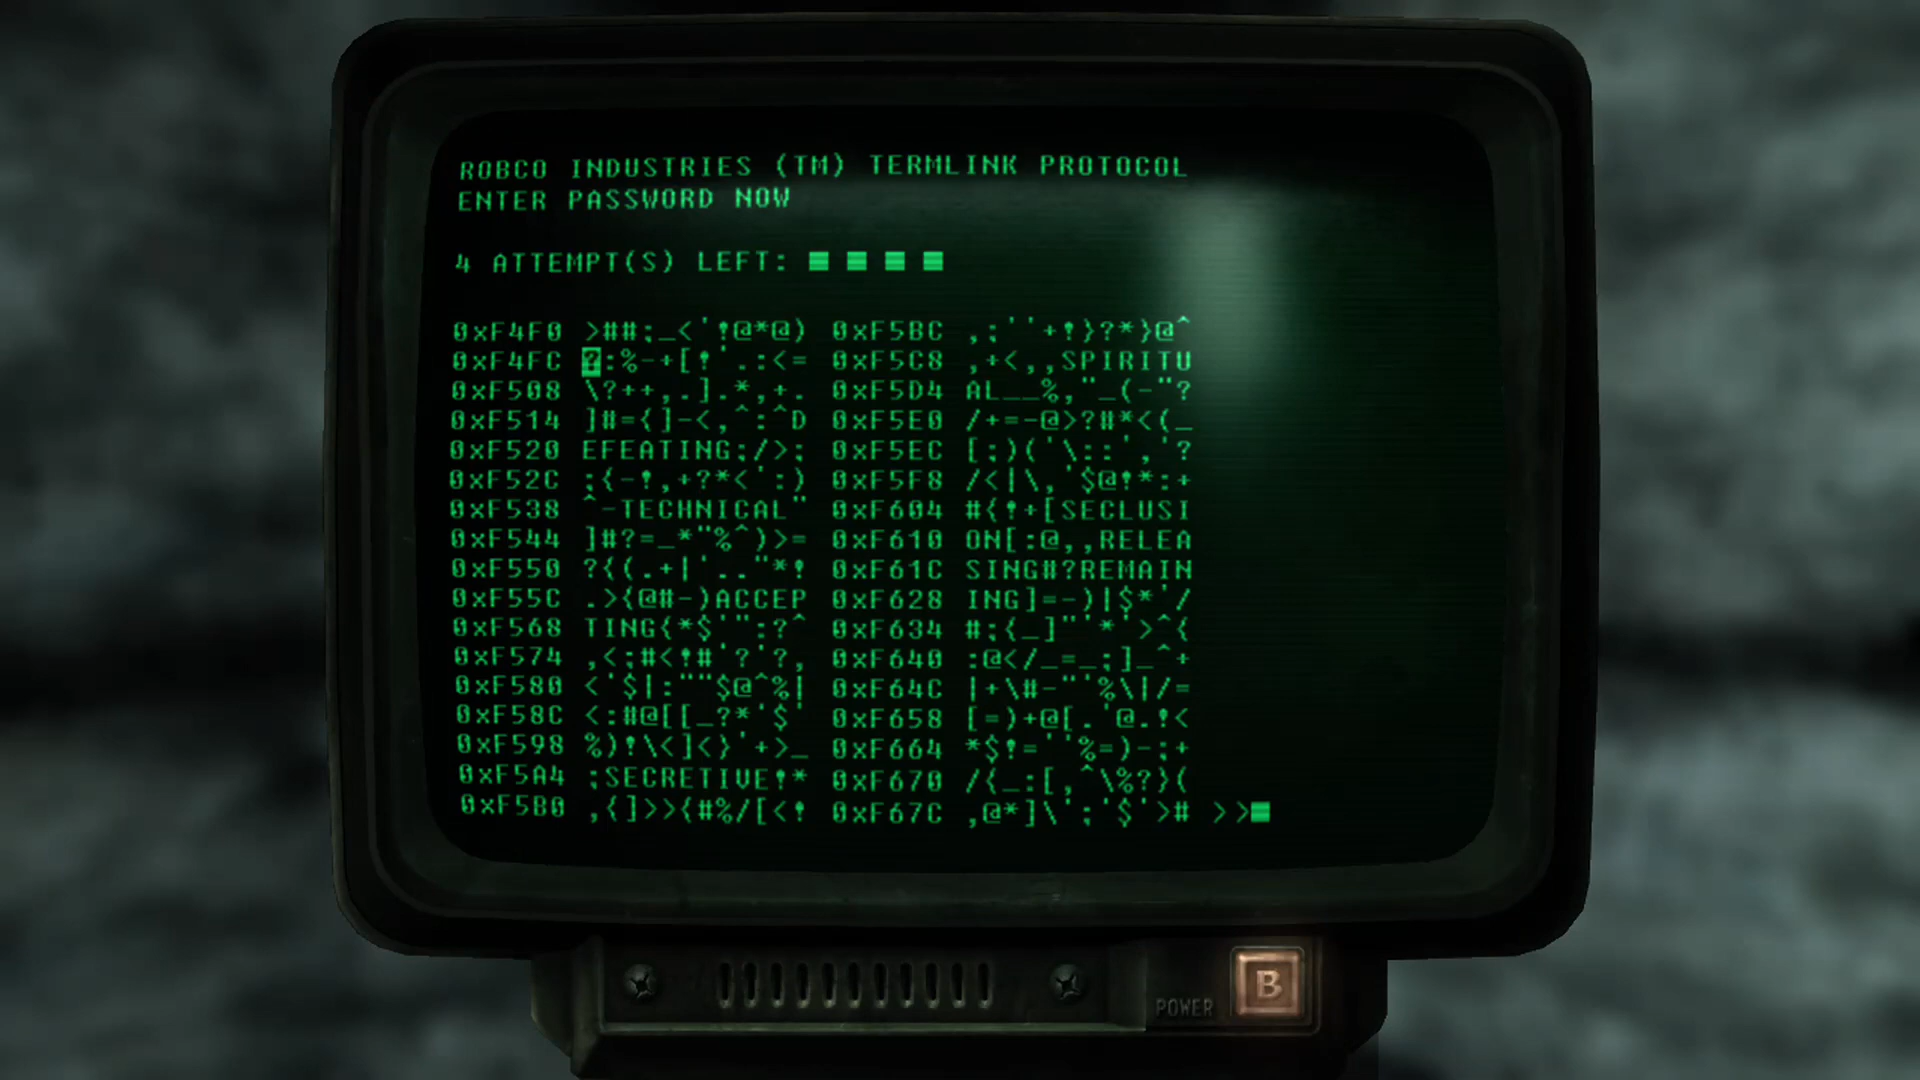 ROBCO INDUSTRIES (TM) TERMLINK PROTOCOL
ENTER PASSWORD NOW
4 ATTEMPT(S) LEFT: ■ ■ ■ ■
0xF4F0 >##;_<'!@*@) 0xF5BC ,;''+!}?*}@^
0xF4FC ?:%-+[!'.:<= 0xF5C8 ,+<,,SPIRITU
0xF508 \?++,.].*,+. 0xF5D4 AL__%,"_(-"?
0xF514 ]#={]-<,^:^D 0xF5E0 /+=-@>?#*<(_
0xF520 EFEATING;/>; 0xF5EC [:)('\::','?
0xF52C :{-!,+?*<':) 0xF5F8 /<|\,'$@!*:+
0xF538 ^-TECHNICAL" 0xF604 #{!+[SECLUSI
0xF544 ]#?=_*"%^)>= 0xF610 ON[:@,,RELEA
0xF550 ?{(.+|'.."*! 0xF61C SING#?REMAIN
0xF55C .>{@#-)ACCEP 0xF628 ING]=-)|$*'/
0xF568 TING{*$'":?^ 0xF634 #;{_]"'*'>^{
0xF574 ,<;#<!#'?'?, 0xF640 :@</_=_;]_^+
0xF580 <'$|:""$@^%| 0xF64C |+\#-"'%\|/=
0xF58C <:#@[[_?*'$' 0xF658 [=)+@[.'@.!<
0xF598 %)!\<]<}'+>_ 0xF664 *$!=''%=)-;+
0xF5A4 ;SECRETIVE!* 0xF670 /{_:[,^\%?}(
0xF5B0 ,{]>>{#%/[<! 0xF67C ,@*]\';'$'># >>■
POWER B